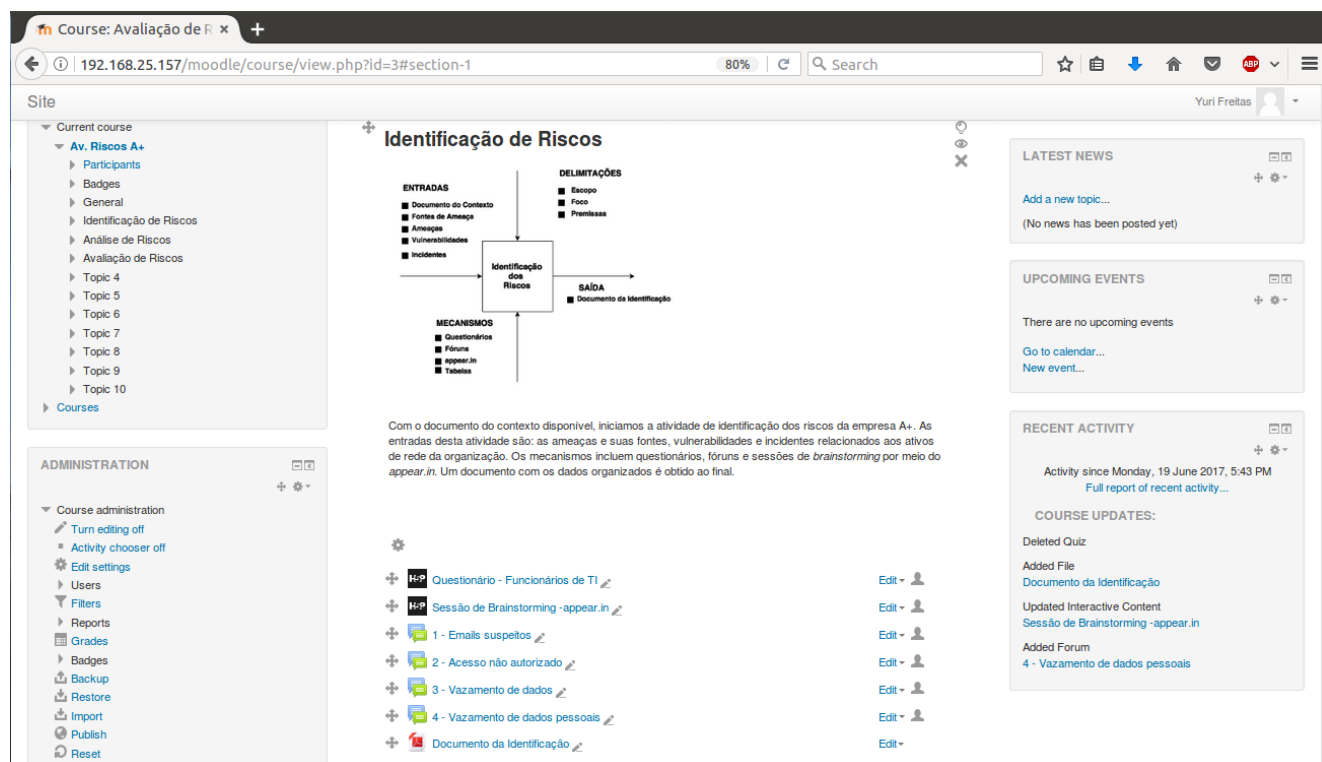 Course: Avaliação de R
192.168.25.157/moodle/course/view.php?id=3#section-1
80%
Search
ABP
Site
Yuri Freitas
Current course
Av. Riscos A+
Participants
Badges
General
Identificação de Riscos
Análise de Riscos
Avaliação de Riscos
Topic 4
Topic 5
Topic 6
Topic 7
Topic 8
Topic 9
Topic 10
Courses
ADMINISTRATION
Course administration
Turn editing off
Activity chooser off
Edit settings
Users
Filters
Reports
Grades
Badges
Backup
Restore
Import
Publish
Reset
Identificação de Riscos
ENTRADAS
Documento do Contexto
Fontes de Ameaça
Ameaças
Vulnerabilidades
Incidentes
DELIMITAÇÕES
Escopo
Foco
Premissas
Identificação
dos
Riscos
SAÍDA
Documento da Identificação
MECANISMOS
Questionários
Fóruns
appear.in
Tabelas
Com o documento do contexto disponível, iniciamos a atividade de identificação dos riscos da empresa A+. As
entradas desta atividade são: as ameaças e suas fontes, vulnerabilidades e incidentes relacionados aos ativos
de rede da organização. Os mecanismos incluem questionários, fóruns e sessões de brainstorming por meio do
appear.in. Um documento com os dados organizados é obtido ao final.
H5P Questionário - Funcionários de TI Edit
H5P Sessão de Brainstorming -appear.in Edit
1 - Emails suspeitos Edit
2 - Acesso não autorizado Edit
3 - Vazamento de dados Edit
4 - Vazamento de dados pessoais Edit
Documento da Identificação Edit
LATEST NEWS
Add a new topic...
(No news has been posted yet)
UPCOMING EVENTS
There are no upcoming events
Go to calendar...
New event...
RECENT ACTIVITY
Activity since Monday, 19 June 2017, 5:43 PM
Full report of recent activity...
COURSE UPDATES:
Deleted Quiz
Added File
Documento da Identificação
Updated Interactive Content
Sessão de Brainstorming -appear.in
Added Forum
4 - Vazamento de dados pessoais